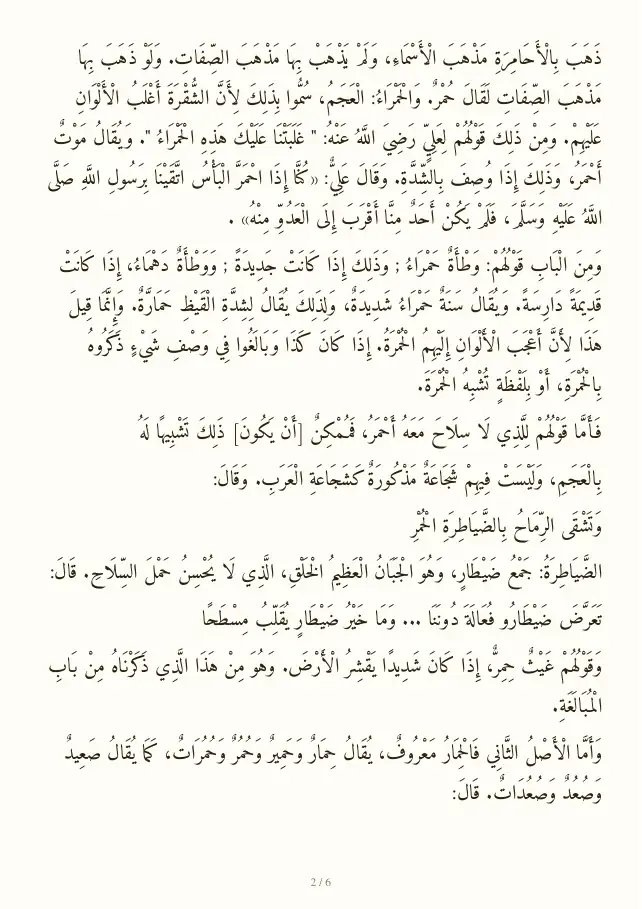 ذَهَبَ بِالْأَحَامِرَةِ مَذْهَبَ الْأَسْمَاءِ، وَلَمْ يَذْهَبْ بِهَا مَذْهَبَ الصِّفَاتِ. وَلَوْ ذَهَبَ بِهَا
مَذْهَبَ الصِّفَاتِ لَقَالَ حُمْرٌ. وَالْحَمْرَاءُ: الْعَجَمُ، سُمُّوا بِذَلِكَ لِأَنَّ الشُّقْرَةَ أَغْلَبُ الْأَلْوَانِ
عَلَيْهِمْ. وَمِنْ ذَلِكَ قَوْلُهُمْ لِعَلِيٍّ رَضِيَ اللَّهُ عَنْهُ: " غَلَبَتْنَا عَلَيْكَ هَذِهِ الْحَمْرَاءُ ". وَيُقَالُ مَوْتٌ
أَحْمَرُ، وَذَلِكَ إِذَا وُصِفَ بِالشِّدَّةِ. وَقَالَ عَلِيٌّ: «كُنَّا إِذَا احْمَرَّ الْبَأْسُ اتَّقَيْنَا بِرَسُولِ اللَّهِ صَلَّى
اللَّهُ عَلَيْهِ وَسَلَّمَ، فَلَمْ يَكُنْ أَحَدٌ مِنَّا أَقْرَبَ إِلَى الْعَدُوِّ مِنْهُ» .
وَمِنَ الْبَابِ قَوْلُهُمْ: وَطْأَةٌ حَمْرَاءُ ; وَذَلِكَ إِذَا كَانَتْ جَدِيدَةً ; وَوَطْأَةٌ دَهْمَاءُ، إِذَا كَانَتْ
قَدِيمَةً دَارِسَةً. وَيُقَالُ سَنَةٌ حَمْرَاءُ شَدِيدَةٌ، وَلِذَلِكَ يُقَالُ لِشِدَّةِ الْقَيْظِ حَمَارَّةٌ. وَإِنَّمَا قِيلَ
هَذَا لِأَنَّ أَعْجَبَ الْأَلْوَانِ إِلَيْهِمُ الْحُمْرَةُ. إِذَا كَانَ كَذَا وَبَالَغُوا فِي وَصْفِ شَيْءٍ ذَكَرُوهُ
بِالْحُمْرَةِ، أَوْ بِلَفْظَةٍ تُشْبِهُ الْحُمْرَةَ.
فَأَمَّا قَوْلُهُمْ لِلَّذِي لَا سِلَاحَ مَعَهُ أَحْمَرُ، فَمُمْكِنٌ [أَنْ يَكُونَ] ذَلِكَ تَشْبِيهًا لَهُ
بِالْعَجَمِ، وَلَيْسَتْ فِيهِمْ شَجَاعَةٌ مَذْكُورَةٌ كَشَجَاعَةِ الْعَرَبِ. وَقَالَ:
وَتَشْقَى الرِّمَاحُ بِالضَّيَاطِرَةِ الْحُمْرِ
الضَّيَاطِرَةُ: جَمْعُ ضَيْطَارٍ، وَهُوَ الْجَبَانُ الْعَظِيمُ الْخَلْقِ، الَّذِي لَا يُحْسِنُ حَمْلَ السِّلَاحِ. قَالَ:
تَعَرَّضَ ضَيْطَارُو فُعَالَةَ دُونَنَا ... وَمَا خَيْرُ ضَيْطَارٍ يُقَلِّبُ مِسْطَحًا
وَقَوْلُهُمْ غَيْثٌ حِمِرٌّ، إِذَا كَانَ شَدِيدًا يَقْشِرُ الْأَرْضَ. وَهُوَ مِنْ هَذَا الَّذِي ذَكَرْنَاهُ مِنْ بَابِ
الْمُبَالَغَةِ.
وَأَمَّا الْأَصْلُ الثَّانِي فَالْحِمَارُ مَعْرُوفٌ، يُقَالُ حِمَارٌ وَحَمِيرٌ وَحُمُرٌ وَحُمُرَاتٌ، كَمَا يُقَالُ صَعِيدٌ
وَصُعُدٌ وَصُعُدَاتٌ. قَالَ:
2 / 6